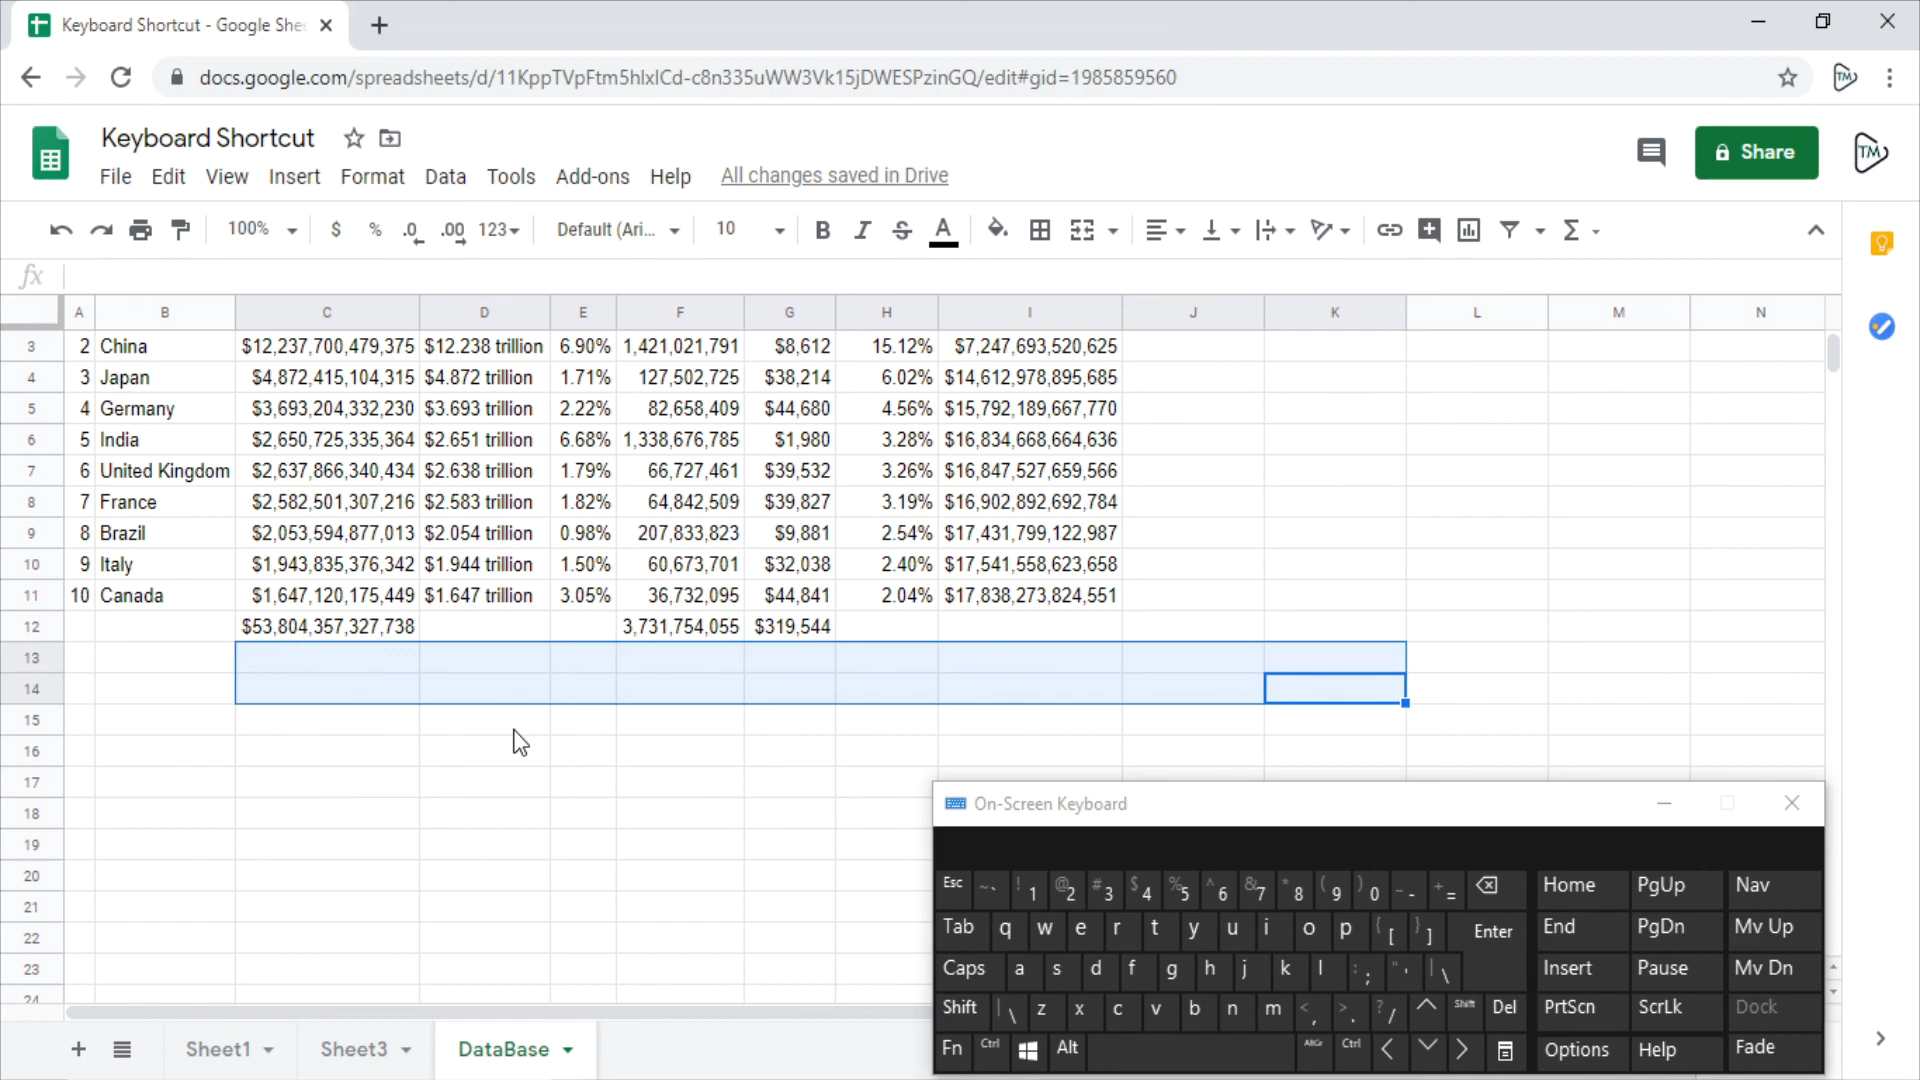 Keyboard Shortcut - Google She
docs.google.com/spreadsheets/d/11KppTVpFtm5hlxlCd-c8n335uWW3Vk15jDWESPzinGQ/edit#gid=1985859560
Keyboard Shortcut
File Edit View Insert Format Data Tools Add-ons Help All changes saved in Drive
Share
TM
100% $ % .0 .00 123 Default (Ari... 10 B I S A Σ
fx
A B C D E F G H I J K L M N
3 2 China $12,237,700,479,375 $12.238 trillion 6.90% 1,421,021,791 $8,612 15.12% $7,247,693,520,625
4 3 Japan $4,872,415,104,315 $4.872 trillion 1.71% 127,502,725 $38,214 6.02% $14,612,978,895,685
5 4 Germany $3,693,204,332,230 $3.693 trillion 2.22% 82,658,409 $44,680 4.56% $15,792,189,667,770
6 5 India $2,650,725,335,364 $2.651 trillion 6.68% 1,338,676,785 $1,980 3.28% $16,834,668,664,636
7 6 United Kingdom $2,637,866,340,434 $2.638 trillion 1.79% 66,727,461 $39,532 3.26% $16,847,527,659,566
8 7 France $2,582,501,307,216 $2.583 trillion 1.82% 64,842,509 $39,827 3.19% $16,902,892,692,784
9 8 Brazil $2,053,594,877,013 $2.054 trillion 0.98% 207,833,823 $9,881 2.54% $17,431,799,122,987
10 9 Italy $1,943,835,376,342 $1.944 trillion 1.50% 60,673,701 $32,038 2.40% $17,541,558,623,658
11 10 Canada $1,647,120,175,449 $1.647 trillion 3.05% 36,732,095 $44,841 2.04% $17,838,273,824,551
12 $53,804,357,327,738 3,731,754,055 $319,544
13
14
15
16
17
18
19
20
21
22
23
24
On-Screen Keyboard
Esc ~ ` ! 1 @ 2 # 3 $ 4 % 5 ^ 6 & 7 * 8 ( 9 ) 0 _ - + = Home PgUp Nav
Tab q w e r t y u i o p { [ } ] Enter End PgDn Mv Up
Caps a s d f g h j k l : ; " ' | \ Insert Pause Mv Dn
Shift | \ z x c v b n m < , > . ? / Shift Del PrtScn ScrLk Dock
Fn Ctrl Alt AltGr Ctrl Options Help Fade
Sheet1 Sheet3 DataBase